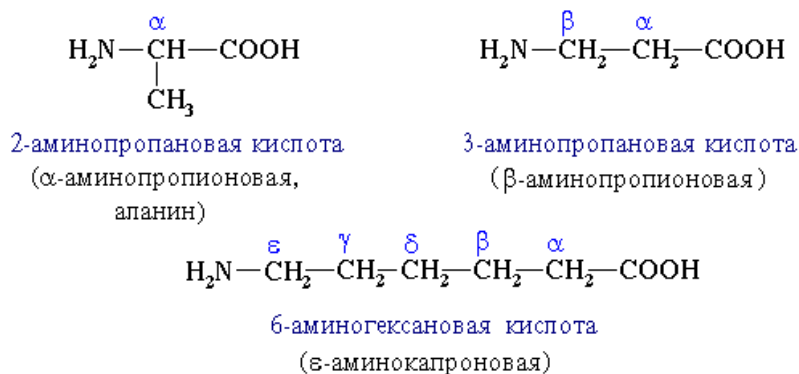 α
H₂N—CH—COOH
CH₃
2-аминопропановая кислота
(α-аминопропионовая,
аланин)
β α
H₂N—CH₂—CH₂—COOH
3-аминопропановая кислота
(β-аминопропионовая)
ε γ δ β α
H₂N—CH₂—CH₂—CH₂—CH₂—CH₂—COOH
6-аминогексановая кислота
(ε-аминокапроновая)